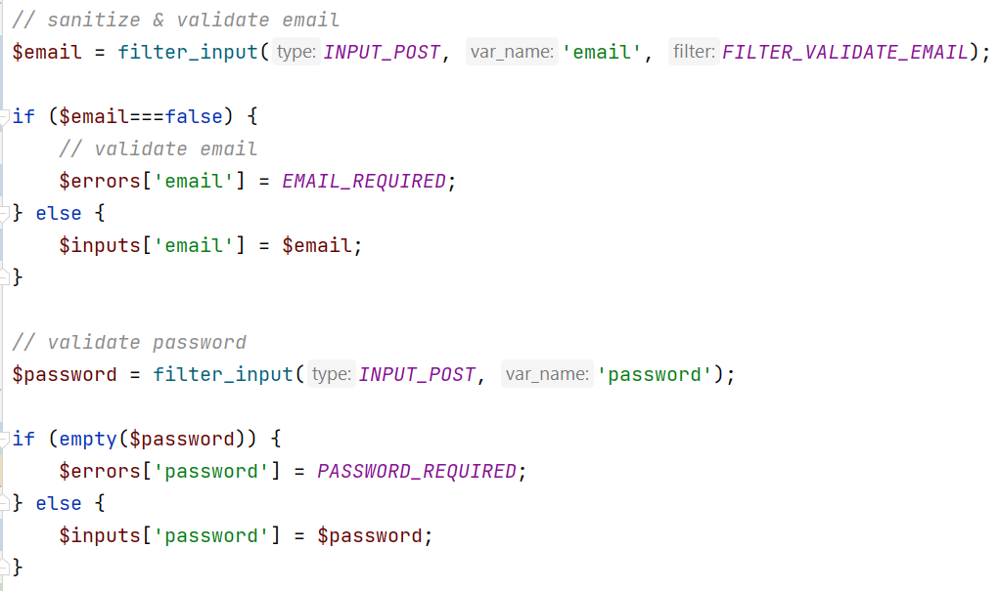 // sanitize & validate email
$email = filter_input( type: INPUT_POST, var_name: 'email', filter: FILTER_VALIDATE_EMAIL);
if ($email===false) {
// validate email
$errors['email'] = EMAIL_REQUIRED;
} else {
$inputs['email'] = $email;
}
// validate password
$password = filter_input( type: INPUT_POST, var_name: 'password');
if (empty($password)) {
$errors['password'] = PASSWORD_REQUIRED;
} else {
$inputs['password'] = $password;
}